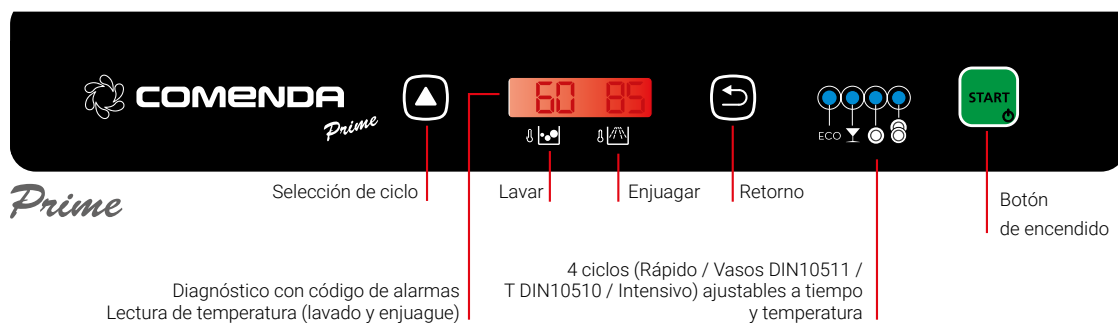 COMENDA
Prime
60 85
START
ECO
Prime
Selección de ciclo
Lavar
Enjuagar
Retorno
Botón
de encendido
Diagnóstico con código de alarmas
Lectura de temperatura (lavado y enjuague)
4 ciclos (Rápido / Vasos DIN10511 /
T DIN10510 / Intensivo) ajustables a tiempo
y temperatura